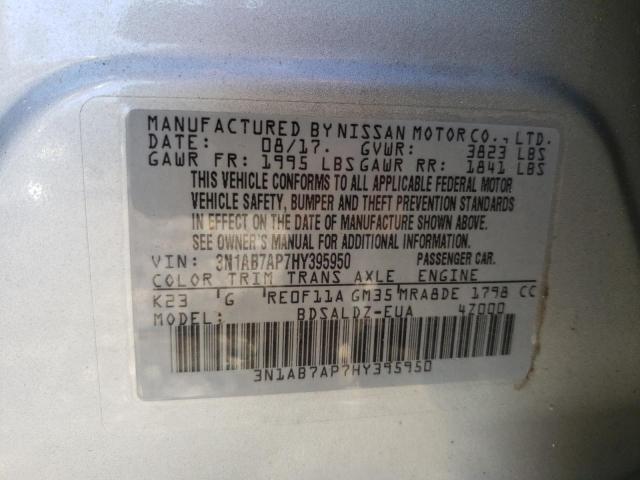 MANUFACTURED BY NISSAN MOTOR CO., LTD.
DATE: 08/17. GVWR: 3823 LBS
GAWR FR: 1995 LBS GAWR RR: 1841 LBS
THIS VEHICLE CONFORMS TO ALL APPLICABLE FEDERAL MOTOR
VEHICLE SAFETY, BUMPER AND THEFT PREVENTION STANDARDS
IN EFFECT ON THE DATE OF MANUFACTURE SHOWN ABOVE.
SEE OWNER'S MANUAL FOR ADDITIONAL INFORMATION.
VIN: 3N1AB7AP7HY395950 PASSENGER CAR.
COLOR TRIM TRANS AXLE ENGINE
K23 G RE0F11A GM35 MRA8DE 1798 CC
MODEL: BDSALDZ-EUA 4Z000
3N1AB7AP7HY395950